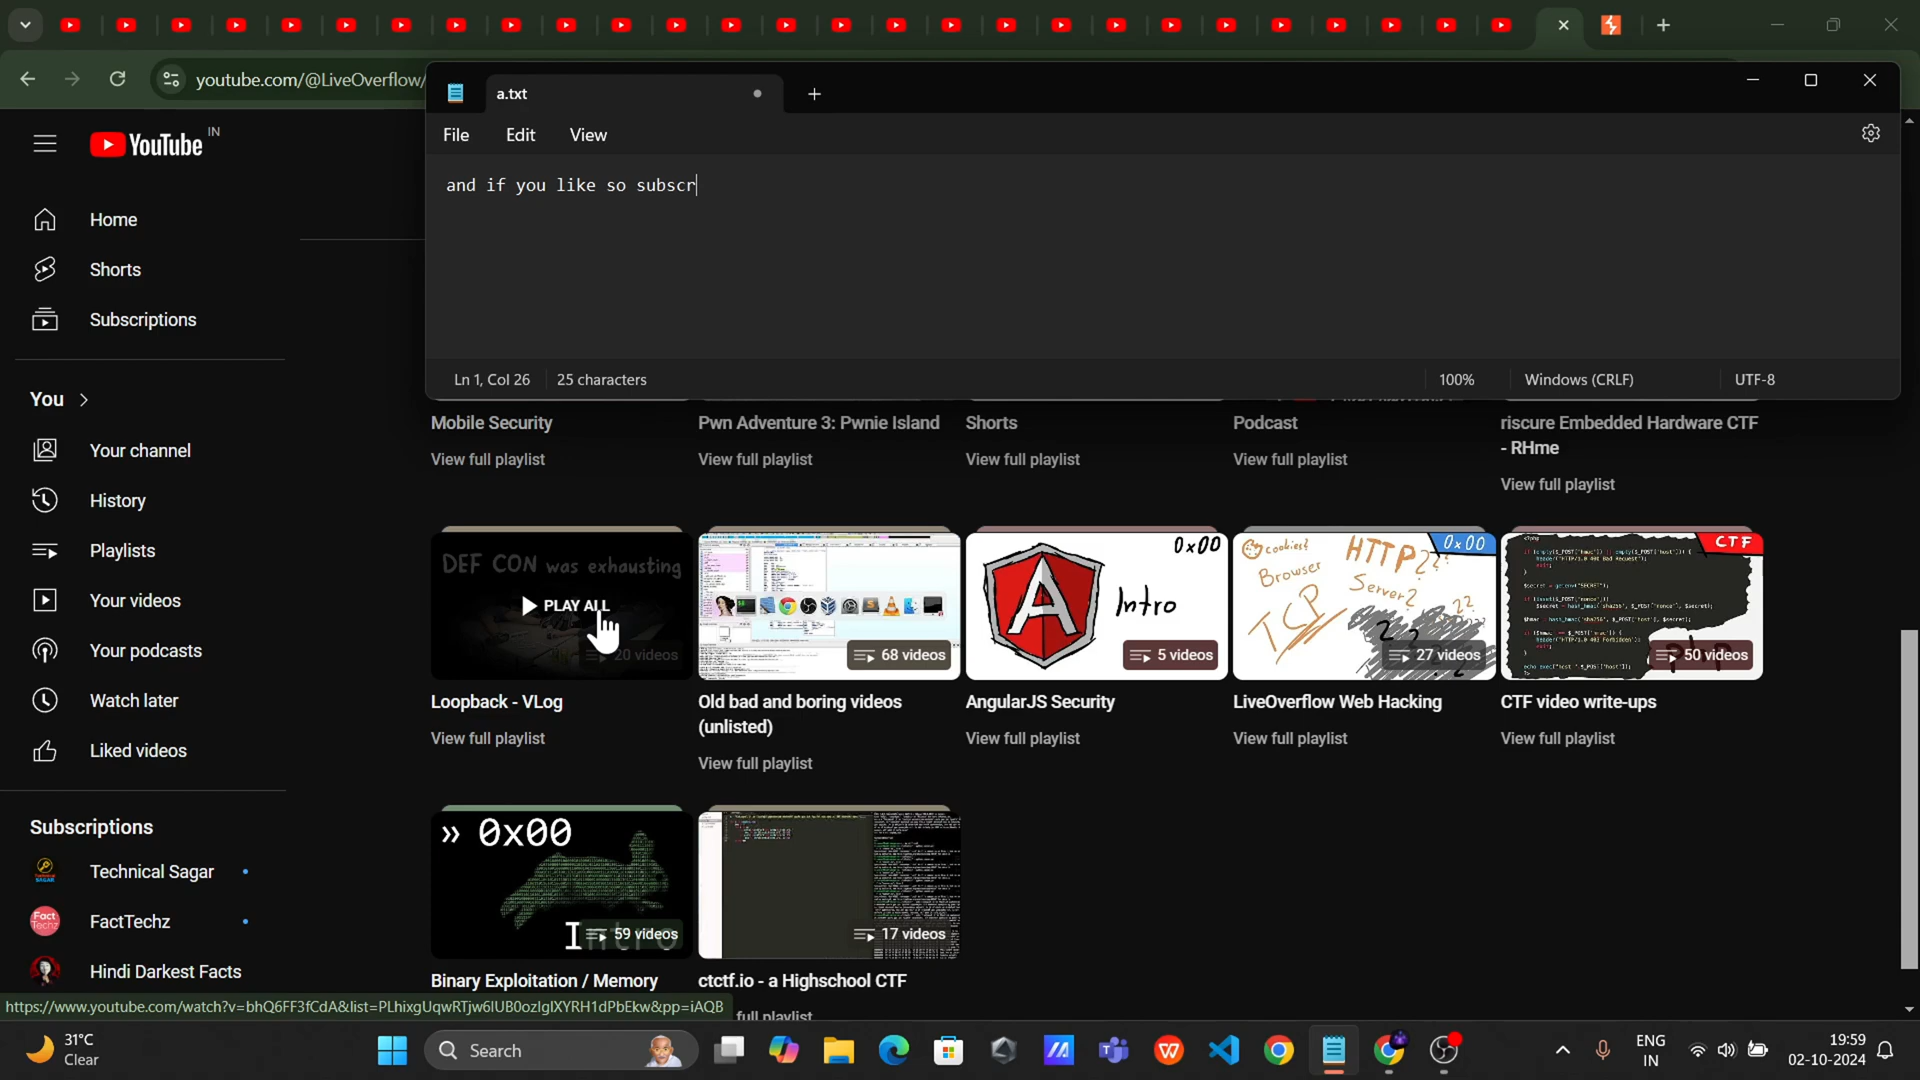 youtube.com/@LiveOverflow/
a.txt
File Edit View
and if you like so subscr
Ln 1, Col 26 25 characters 100% Windows (CRLF) UTF-8
YouTube IN
Home
Shorts
Subscriptions
You
Your channel
History
Playlists
Your videos
Your podcasts
Watch later
Liked videos
Subscriptions
Technical Sagar
FactTechz
Hindi Darkest Facts
Mobile Security
View full playlist
Pwn Adventure 3: Pwnie Island
View full playlist
Shorts
View full playlist
Podcast
View full playlist
riscure Embedded Hardware CTF
- RHme
View full playlist
DEF CON was exhausting
PLAY ALL
20 videos
Loopback - VLog
View full playlist
68 videos
Old bad and boring videos
(unlisted)
View full playlist
0x00
Intro
5 videos
AngularJS Security
View full playlist
cookies?
HTTP???
0x00
Browser
Server?
TCP
27 videos
LiveOverflow Web Hacking
View full playlist
CTF
50 videos
CTF video write-ups
View full playlist
» 0x00
Intro
59 videos
Binary Exploitation / Memory
17 videos
ctctf.io - a Highschool CTF
full playlist
https://www.youtube.com/watch?v=bhQ6FF3fCdA&list=PLhixgUqwRTjw6IUB0ozIgIXYRH1dPbEkw&pp=iAQB
31°C
Clear
Search
ENG
IN
19:59
02-10-2024